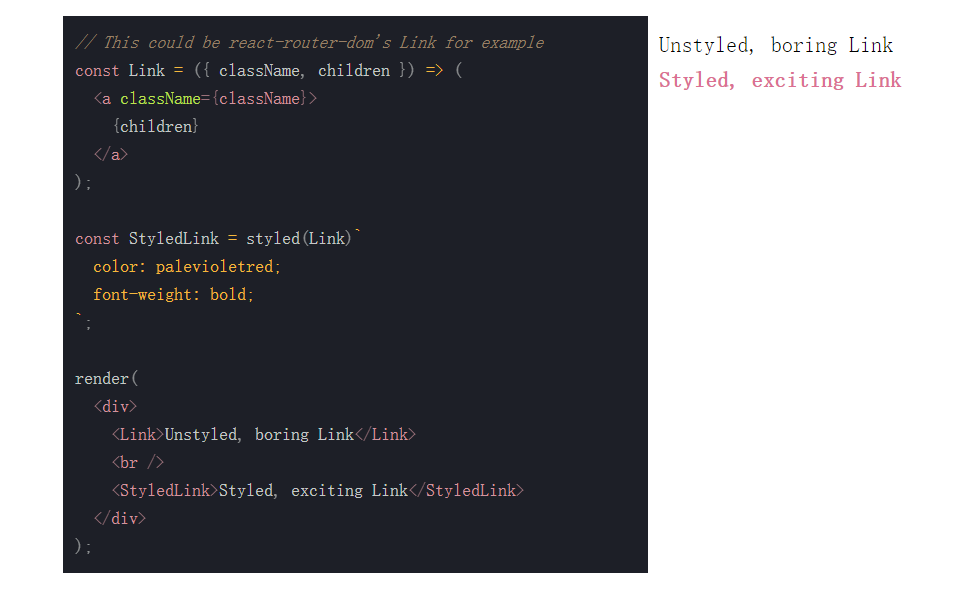 // This could be react-router-dom's Link for example
const Link = ({ className, children }) => (
  <a className={className}>
    {children}
  </a>
);

const StyledLink = styled(Link)`
  color: palevioletred;
  font-weight: bold;
`;

render(
  <div>
    <Link>Unstyled, boring Link</Link>
    <br />
    <StyledLink>Styled, exciting Link</StyledLink>
  </div>
);
Unstyled, boring Link
Styled, exciting Link